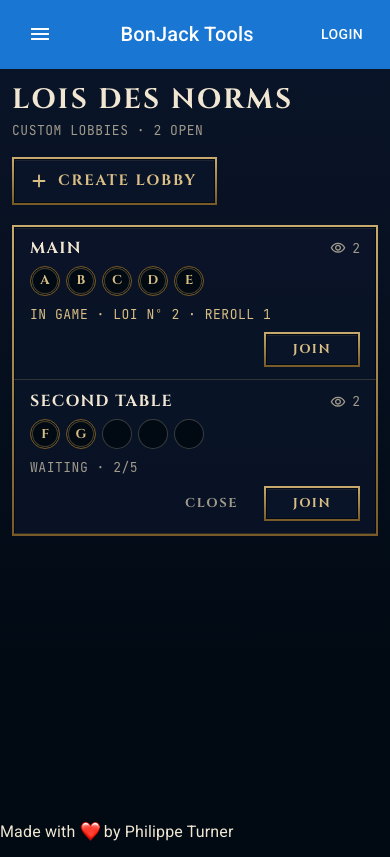 BonJack Tools
LOGIN
LOIS DES NORMS
CUSTOM LOBBIES · 2 OPEN
+ CREATE LOBBY
MAIN
2
A B C D E
IN GAME · LOI N° 2 · REROLL 1
JOIN
SECOND TABLE
2
F G
WAITING · 2/5
CLOSE
JOIN
Made with ❤️ by Philippe Turner